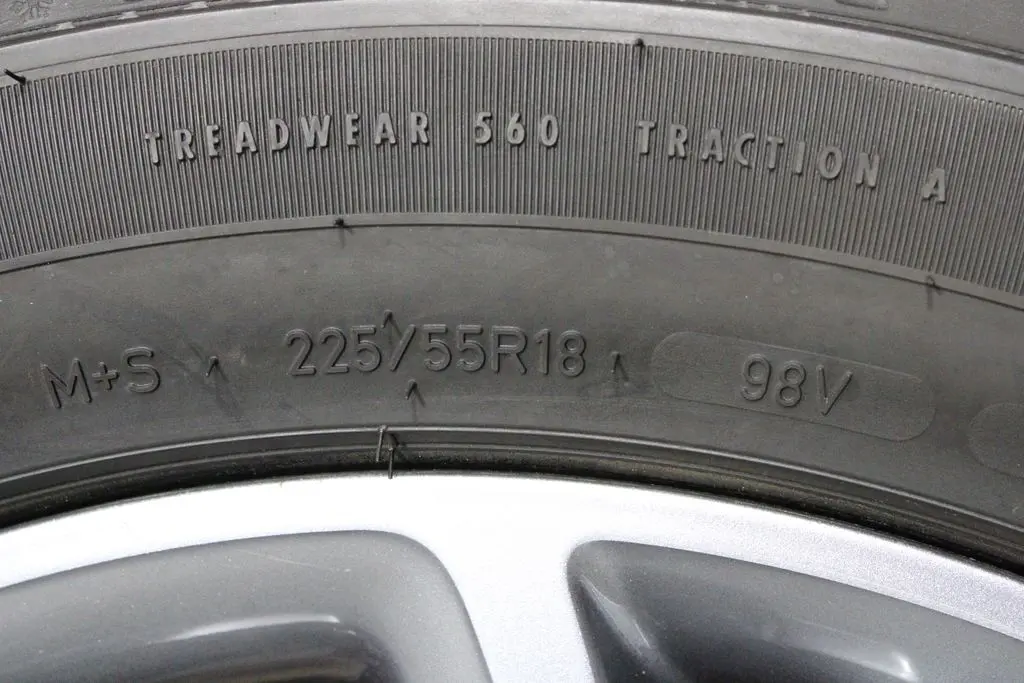 TREADWEAR 560 TRACTION A
M+S 225/55R18 98V